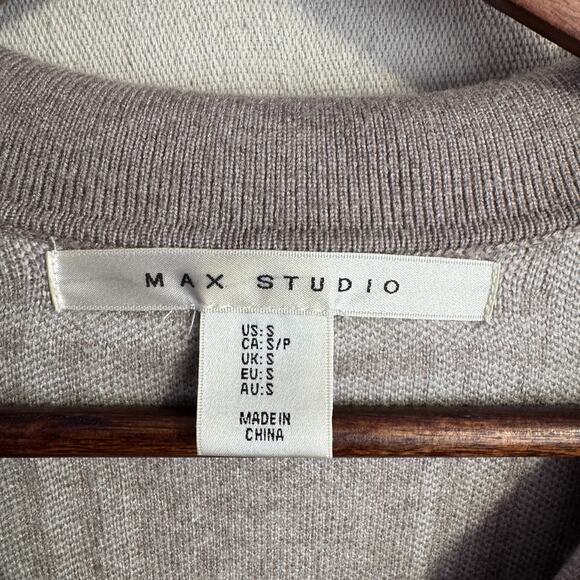 MAX STUDIO
US:S
CA:S/P
UK:S
EU:S
AU:S
MADE IN
CHINA